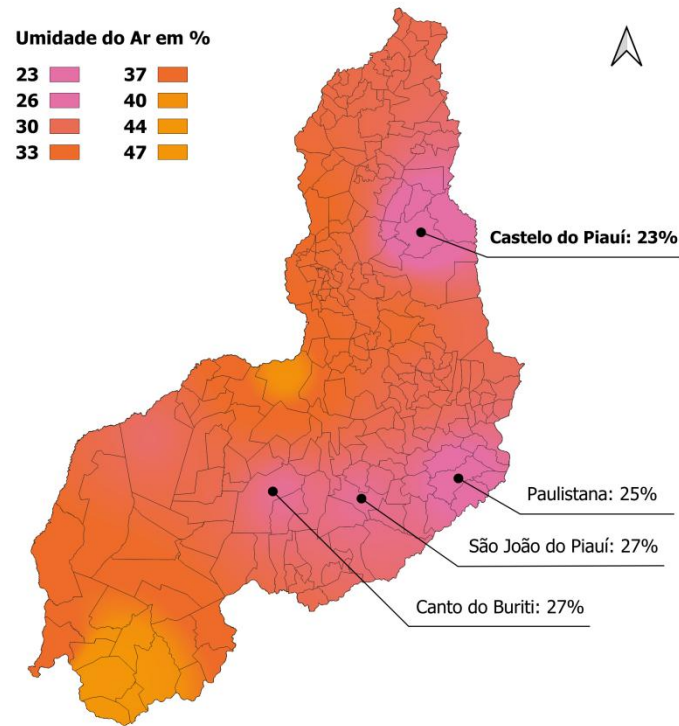 Umidade do Ar em %
23 37
26 40
30 44
33 47
Castelo do Piauí: 23%
Paulistana: 25%
São João do Piauí: 27%
Canto do Buriti: 27%